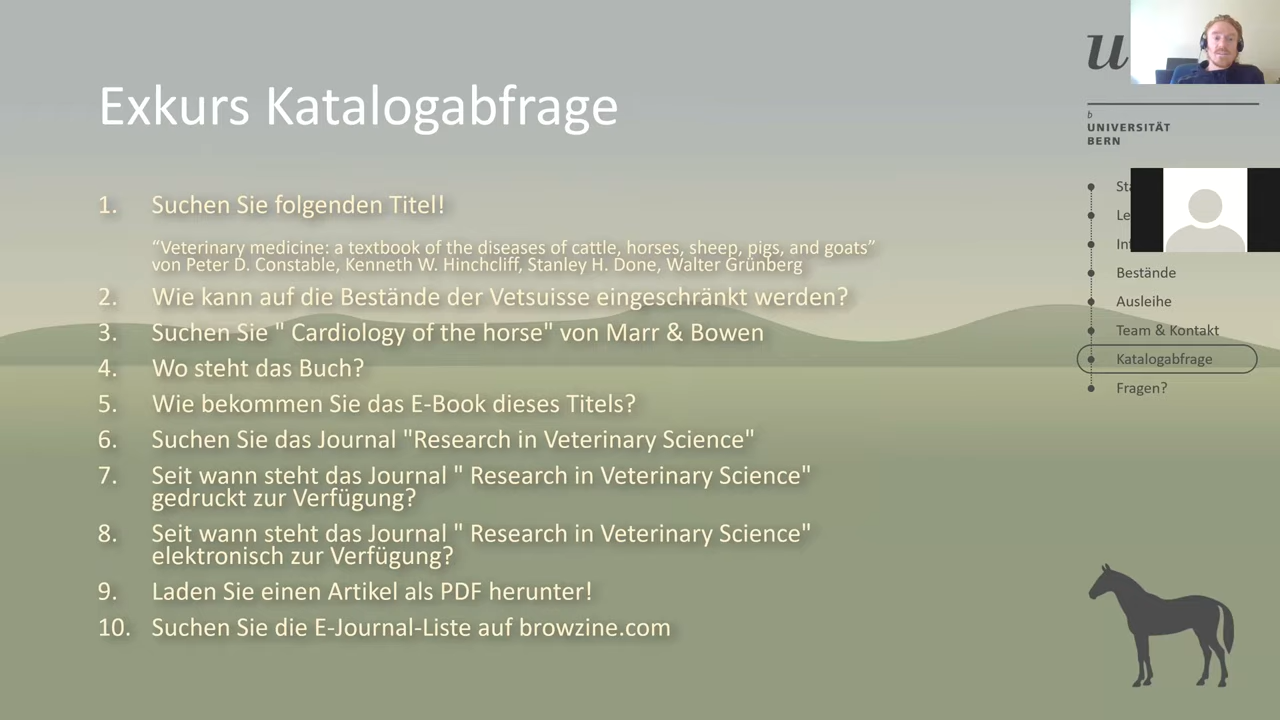 Exkurs Katalogabfrage
1. Suchen Sie folgenden Titel!
“Veterinary medicine: a textbook of the diseases of cattle, horses, sheep, pigs, and goats”
von Peter D. Constable, Kenneth W. Hinchcliff, Stanley H. Done, Walter Grünberg
2. Wie kann auf die Bestände der Vetsuisse eingeschränkt werden?
3. Suchen Sie " Cardiology of the horse" von Marr & Bowen
4. Wo steht das Buch?
5. Wie bekommen Sie das E-Book dieses Titels?
6. Suchen Sie das Journal "Research in Veterinary Science"
7. Seit wann steht das Journal " Research in Veterinary Science"
gedruckt zur Verfügung?
8. Seit wann steht das Journal " Research in Veterinary Science"
elektronisch zur Verfügung?
9. Laden Sie einen Artikel als PDF herunter!
10. Suchen Sie die E-Journal-Liste auf browzine.com
u
b
UNIVERSITÄT
BERN
Bestände
Ausleihe
Team & Kontakt
Katalogabfrage
Fragen?